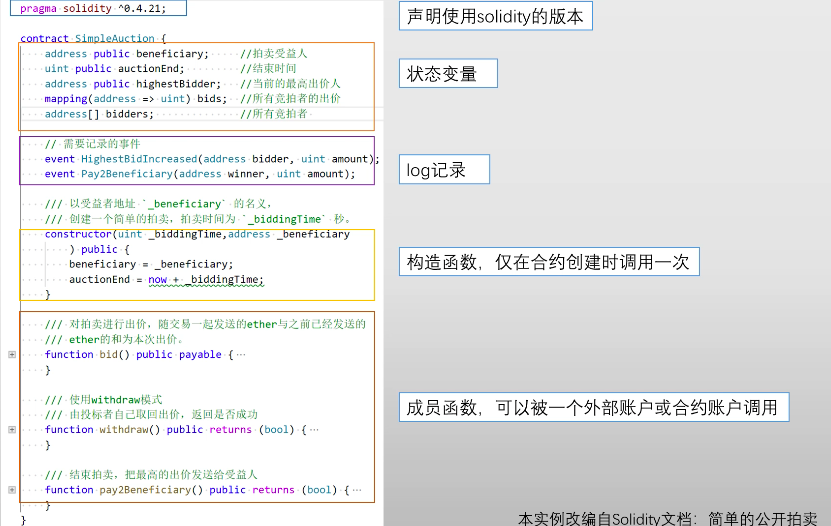 pragma solidity ^0.4.21;
声明使用solidity的版本
contract SimpleAuction {
address public beneficiary; //拍卖受益人
uint public auctionEnd; //结束时间
address public highestBidder; //当前的最高出价人
mapping(address => uint) bids; //所有竞拍者的出价
address[] bidders; //所有竞拍者
状态变量
// 需要记录的事件
event HighestBidIncreased(address bidder, uint amount);
event Pay2Beneficiary(address winner, uint amount);
log记录
/// 以受益者地址 `_beneficiary` 的名义，
/// 创建一个简单的拍卖，拍卖时间为 `_biddingTime` 秒。
constructor(uint _biddingTime,address _beneficiary
) public {
beneficiary = _beneficiary;
auctionEnd = now + _biddingTime;
}
构造函数，仅在合约创建时调用一次
/// 对拍卖进行出价，随交易一起发送的ether与之前已经发送的
/// ether的和为本次出价。
function bid() public payable { …
}
/// 使用withdraw模式
/// 由投标者自己取回出价，返回是否成功
function withdraw() public returns (bool) { …
}
/// 结束拍卖，把最高的出价发送给受益人
function pay2Beneficiary() public returns (bool) { …
}
}
成员函数，可以被一个外部账户或合约账户调用
本实例改编自Solidity文档：简单的公开拍卖